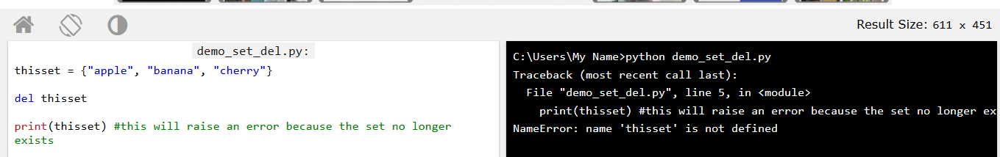 Result Size: 611 x 451
demo_set_del.py:
thisset = {"apple", "banana", "cherry"}
del thisset
print(thisset) #this will raise an error because the set no longer
exists
C:\Users\My Name>python demo_set_del.py
Traceback (most recent call last):
File "demo_set_del.py", line 5, in <module>
print(thisset) #this will raise an error because the set no longer ex
NameError: name 'thisset' is not defined